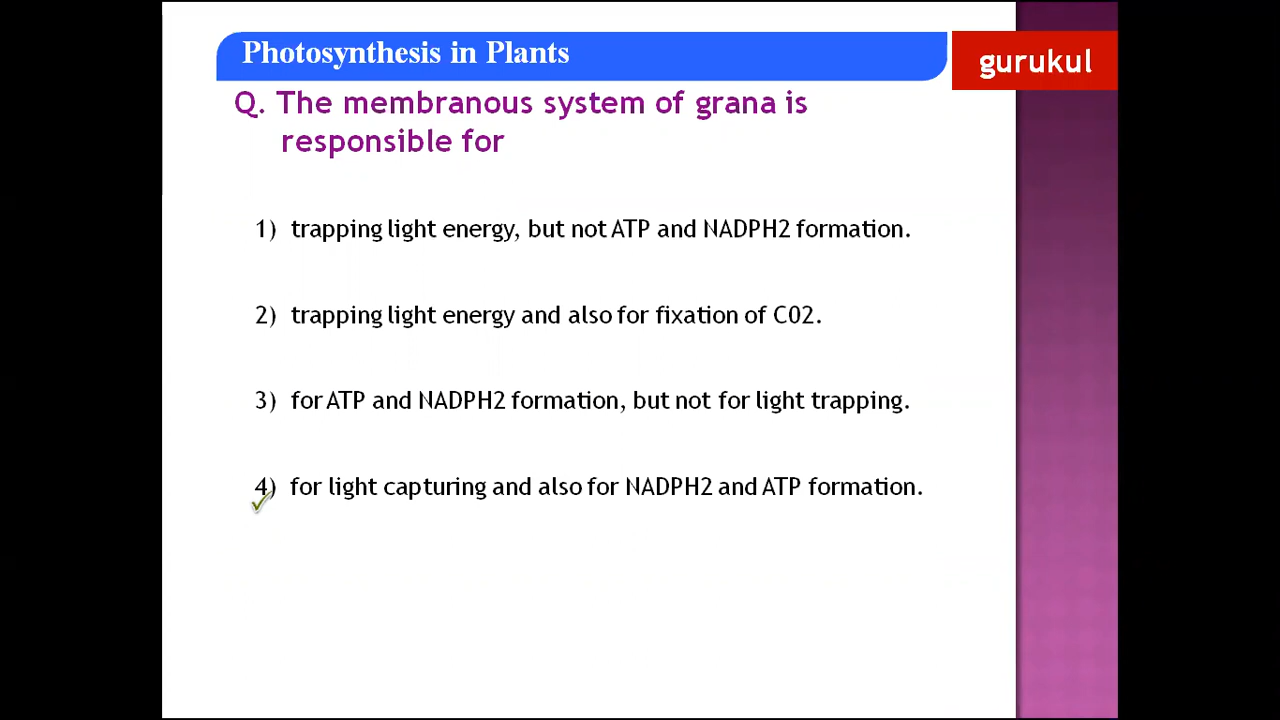 Photosynthesis in Plants
gurukul
Q. The membranous system of grana is
responsible for
1) trapping light energy, but not ATP and NADPH2 formation.
2) trapping light energy and also for fixation of C02.
3) for ATP and NADPH2 formation, but not for light trapping.
4) for light capturing and also for NADPH2 and ATP formation.